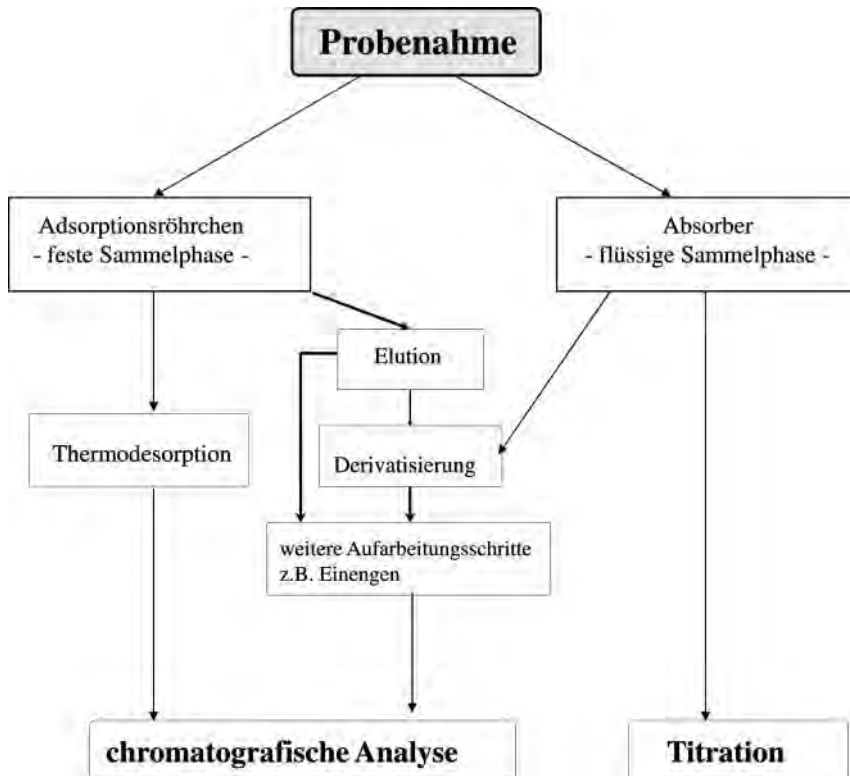 Probenahme
Adsorptionsröhrchen
- feste Sammelphase -
Absorber
- flüssige Sammelphase -
Elution
Thermodesorption
Derivatisierung
weitere Aufarbeitungsschritte
z.B. Einengen
chromatografische Analyse
Titration